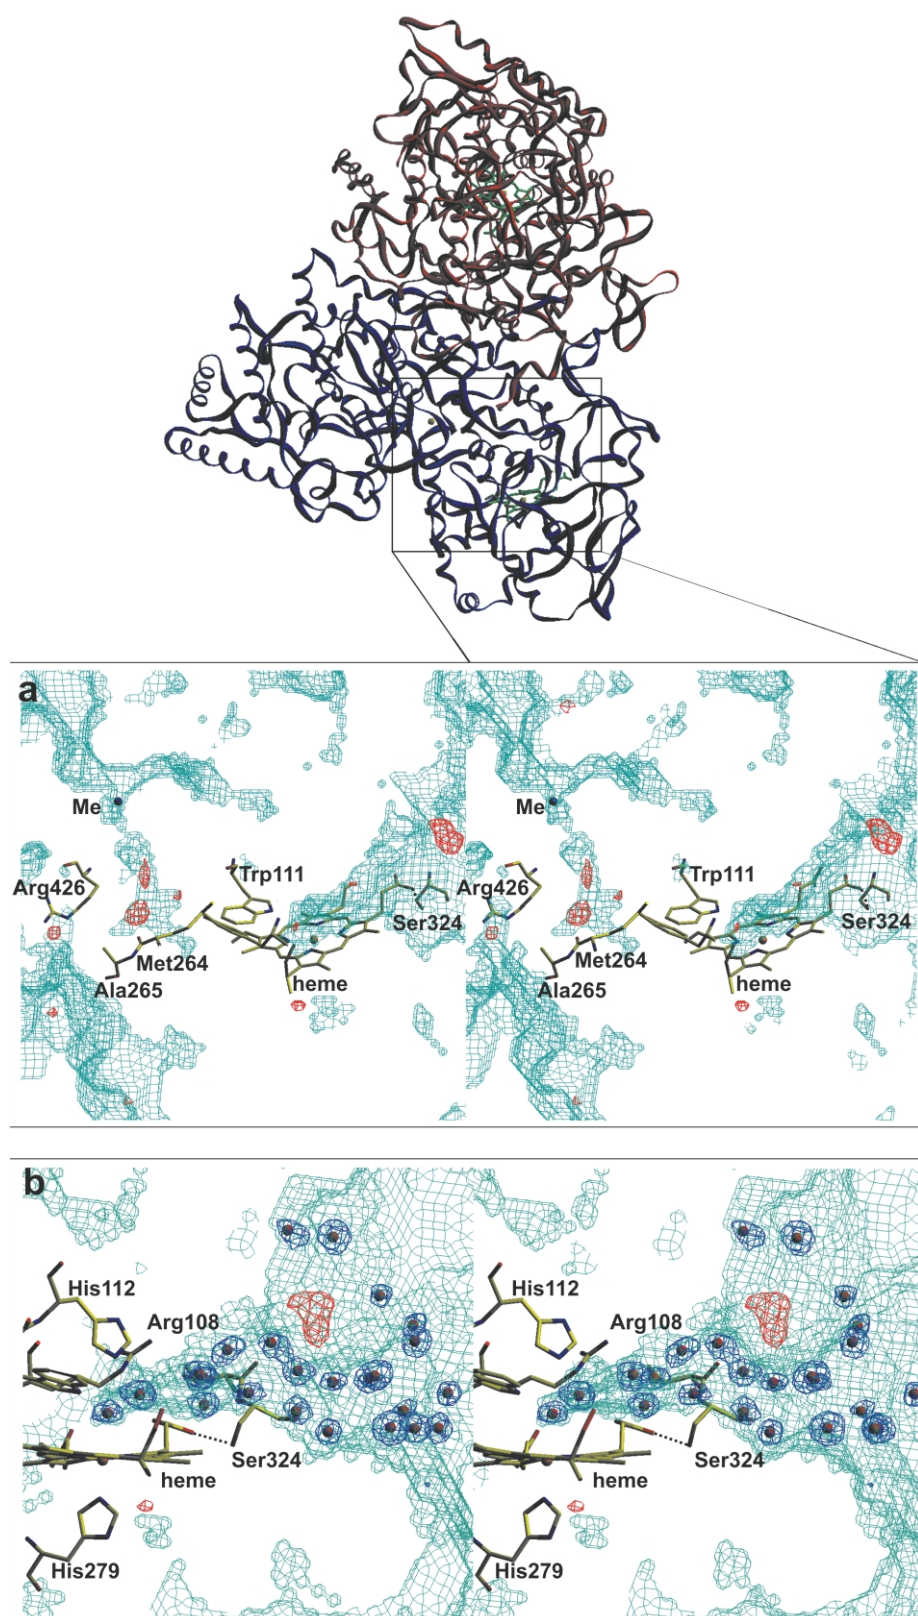 a
Me Me
Arg426 Trp111 Arg426 Trp111
Ser324 Ser324
Met264 Met264
Ala265 heme Ala265 heme
b
His112 His112
Arg108 Arg108
Ser324 Ser324
heme heme
His279 His279